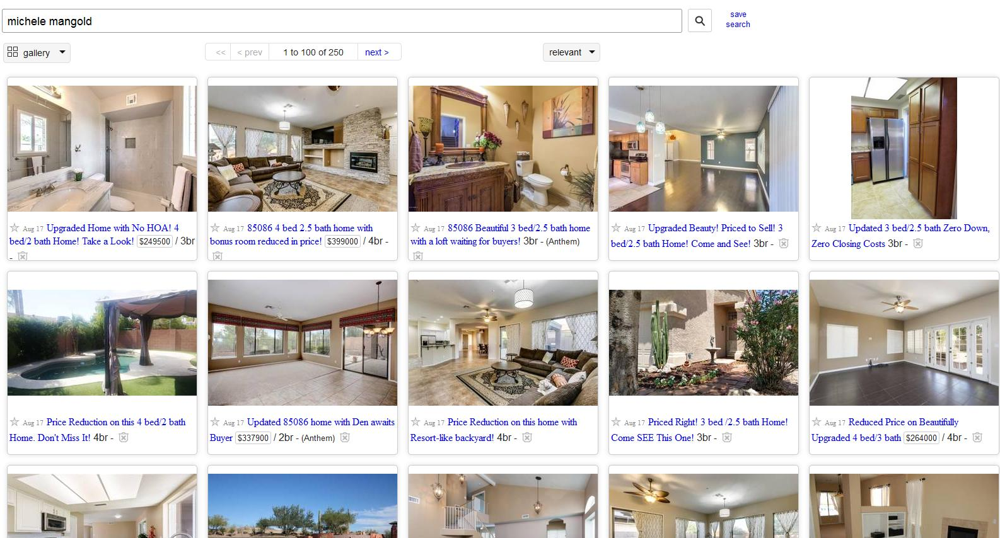 michele mangold
save
search
gallery
<< < prev 1 to 100 of 250 next >
relevant
Aug 17 Upgraded Home with No HOA! 4
bed/2 bath Home! Take a Look! $249500 / 3br
-
Aug 17 85086 4 bed 2.5 bath home with
bonus room reduced in price! $399000 / 4br -
Aug 17 85086 Beautiful 3 bed/2.5 bath home
with a loft waiting for buyers! 3br - (Anthem)
Aug 17 Upgraded Beauty! Priced to Sell! 3
bed/2.5 bath Home! Come and See! 3br -
Aug 17 Updated 3 bed/2.5 bath Zero Down,
Zero Closing Costs 3br -
Aug 17 Price Reduction on this 4 bed/2 bath
Home. Don't Miss It! 4br -
Aug 17 Updated 85086 home with Den awaits
Buyer $337900 / 2br - (Anthem)
Aug 17 Price Reduction on this home with
Resort-like backyard! 4br -
Aug 17 Priced Right! 3 bed /2.5 bath Home!
Come SEE This One! 3br -
Aug 17 Reduced Price on Beautifully
Upgraded 4 bed/3 bath $264000 / 4br -